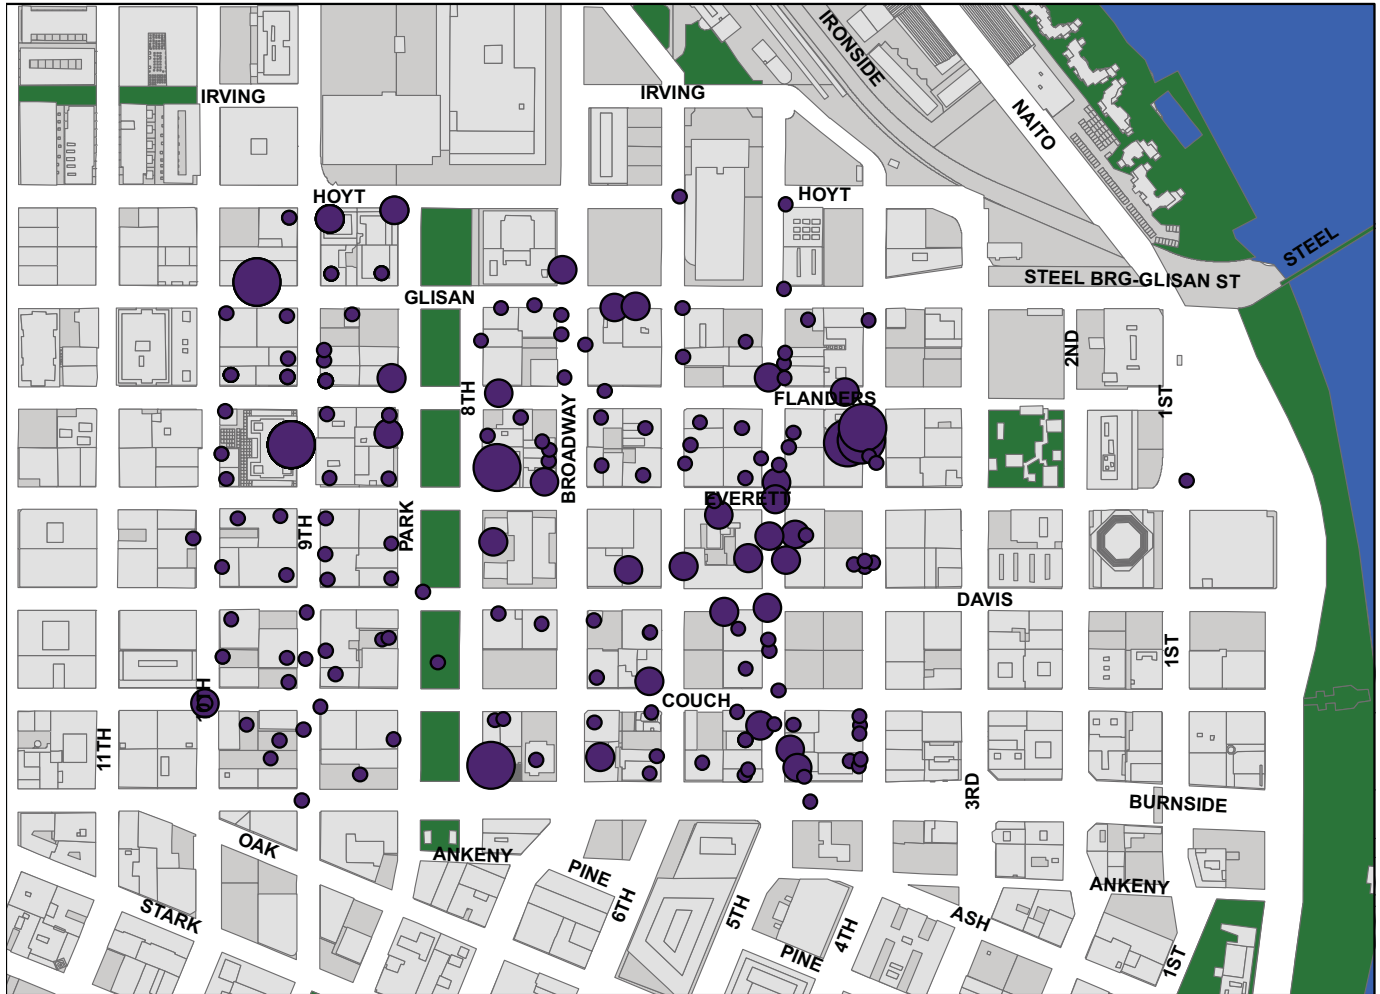 IRONSIDE
IRVING
IRVING
NAITO
HOYT
HOYT
STEEL
STEEL BRG-GLISAN ST
GLISAN
2ND
8TH
FLANDERS
1ST
BROADWAY
EVERETT
9TH
PARK
DAVIS
1ST
10TH
COUCH
11TH
3RD
BURNSIDE
OAK
ANKENY
PINE
6TH
5TH
4TH
ANKENY
STARK
ASH
PINE
1ST